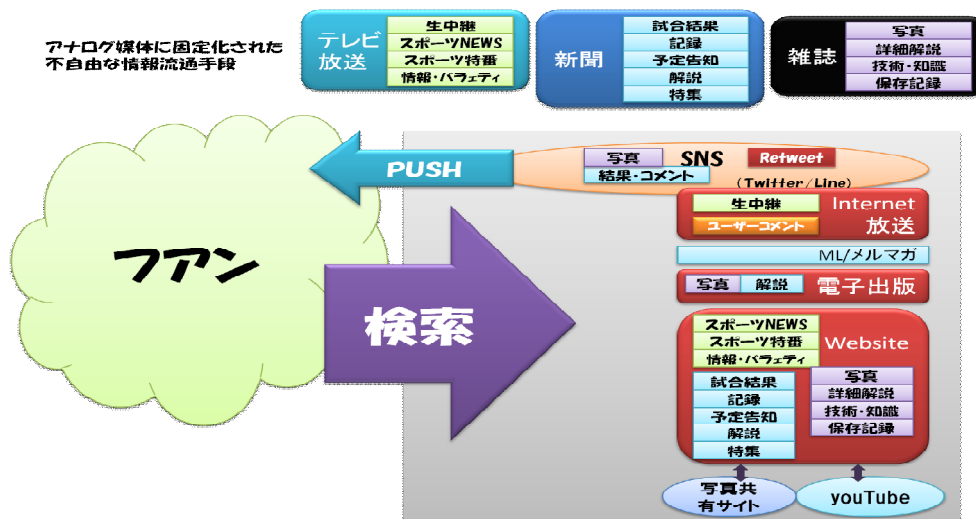 アナログ媒体に固定化された
不自由な情報流通手段
テレビ
放送
生中継
スポーツNEWS
スポーツ特番
情報・バラェティ
新聞
試合結果
記録
予定告知
解説
特集
雑誌
写真
詳細解説
技術・知識
保存記録
フアン
PUSH
検索
写真
SNS
Retweet
結果・コメント
(Twitter/Line)
生中継
ユーザーコメント
Internet
放送
ML/メルマガ
写真
解説
電子出版
スポーツNEWS
スポーツ特番
情報・バラェティ
Website
試合結果
記録
予定告知
解説
特集
写真
詳細解説
技術・知識
保存記録
写真共
有サイト
youTube